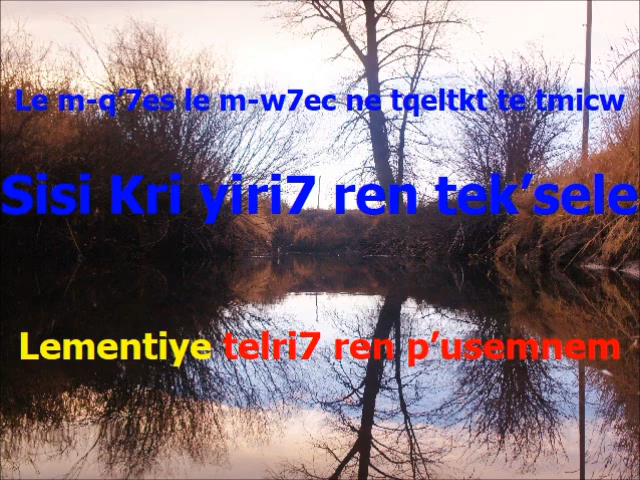 Le m-q’7es le m-w7ec ne tqeltkt te tmicw
Sisi Kri yiri7 ren tek’sele
Lementiye telri7 ren p’usemnem